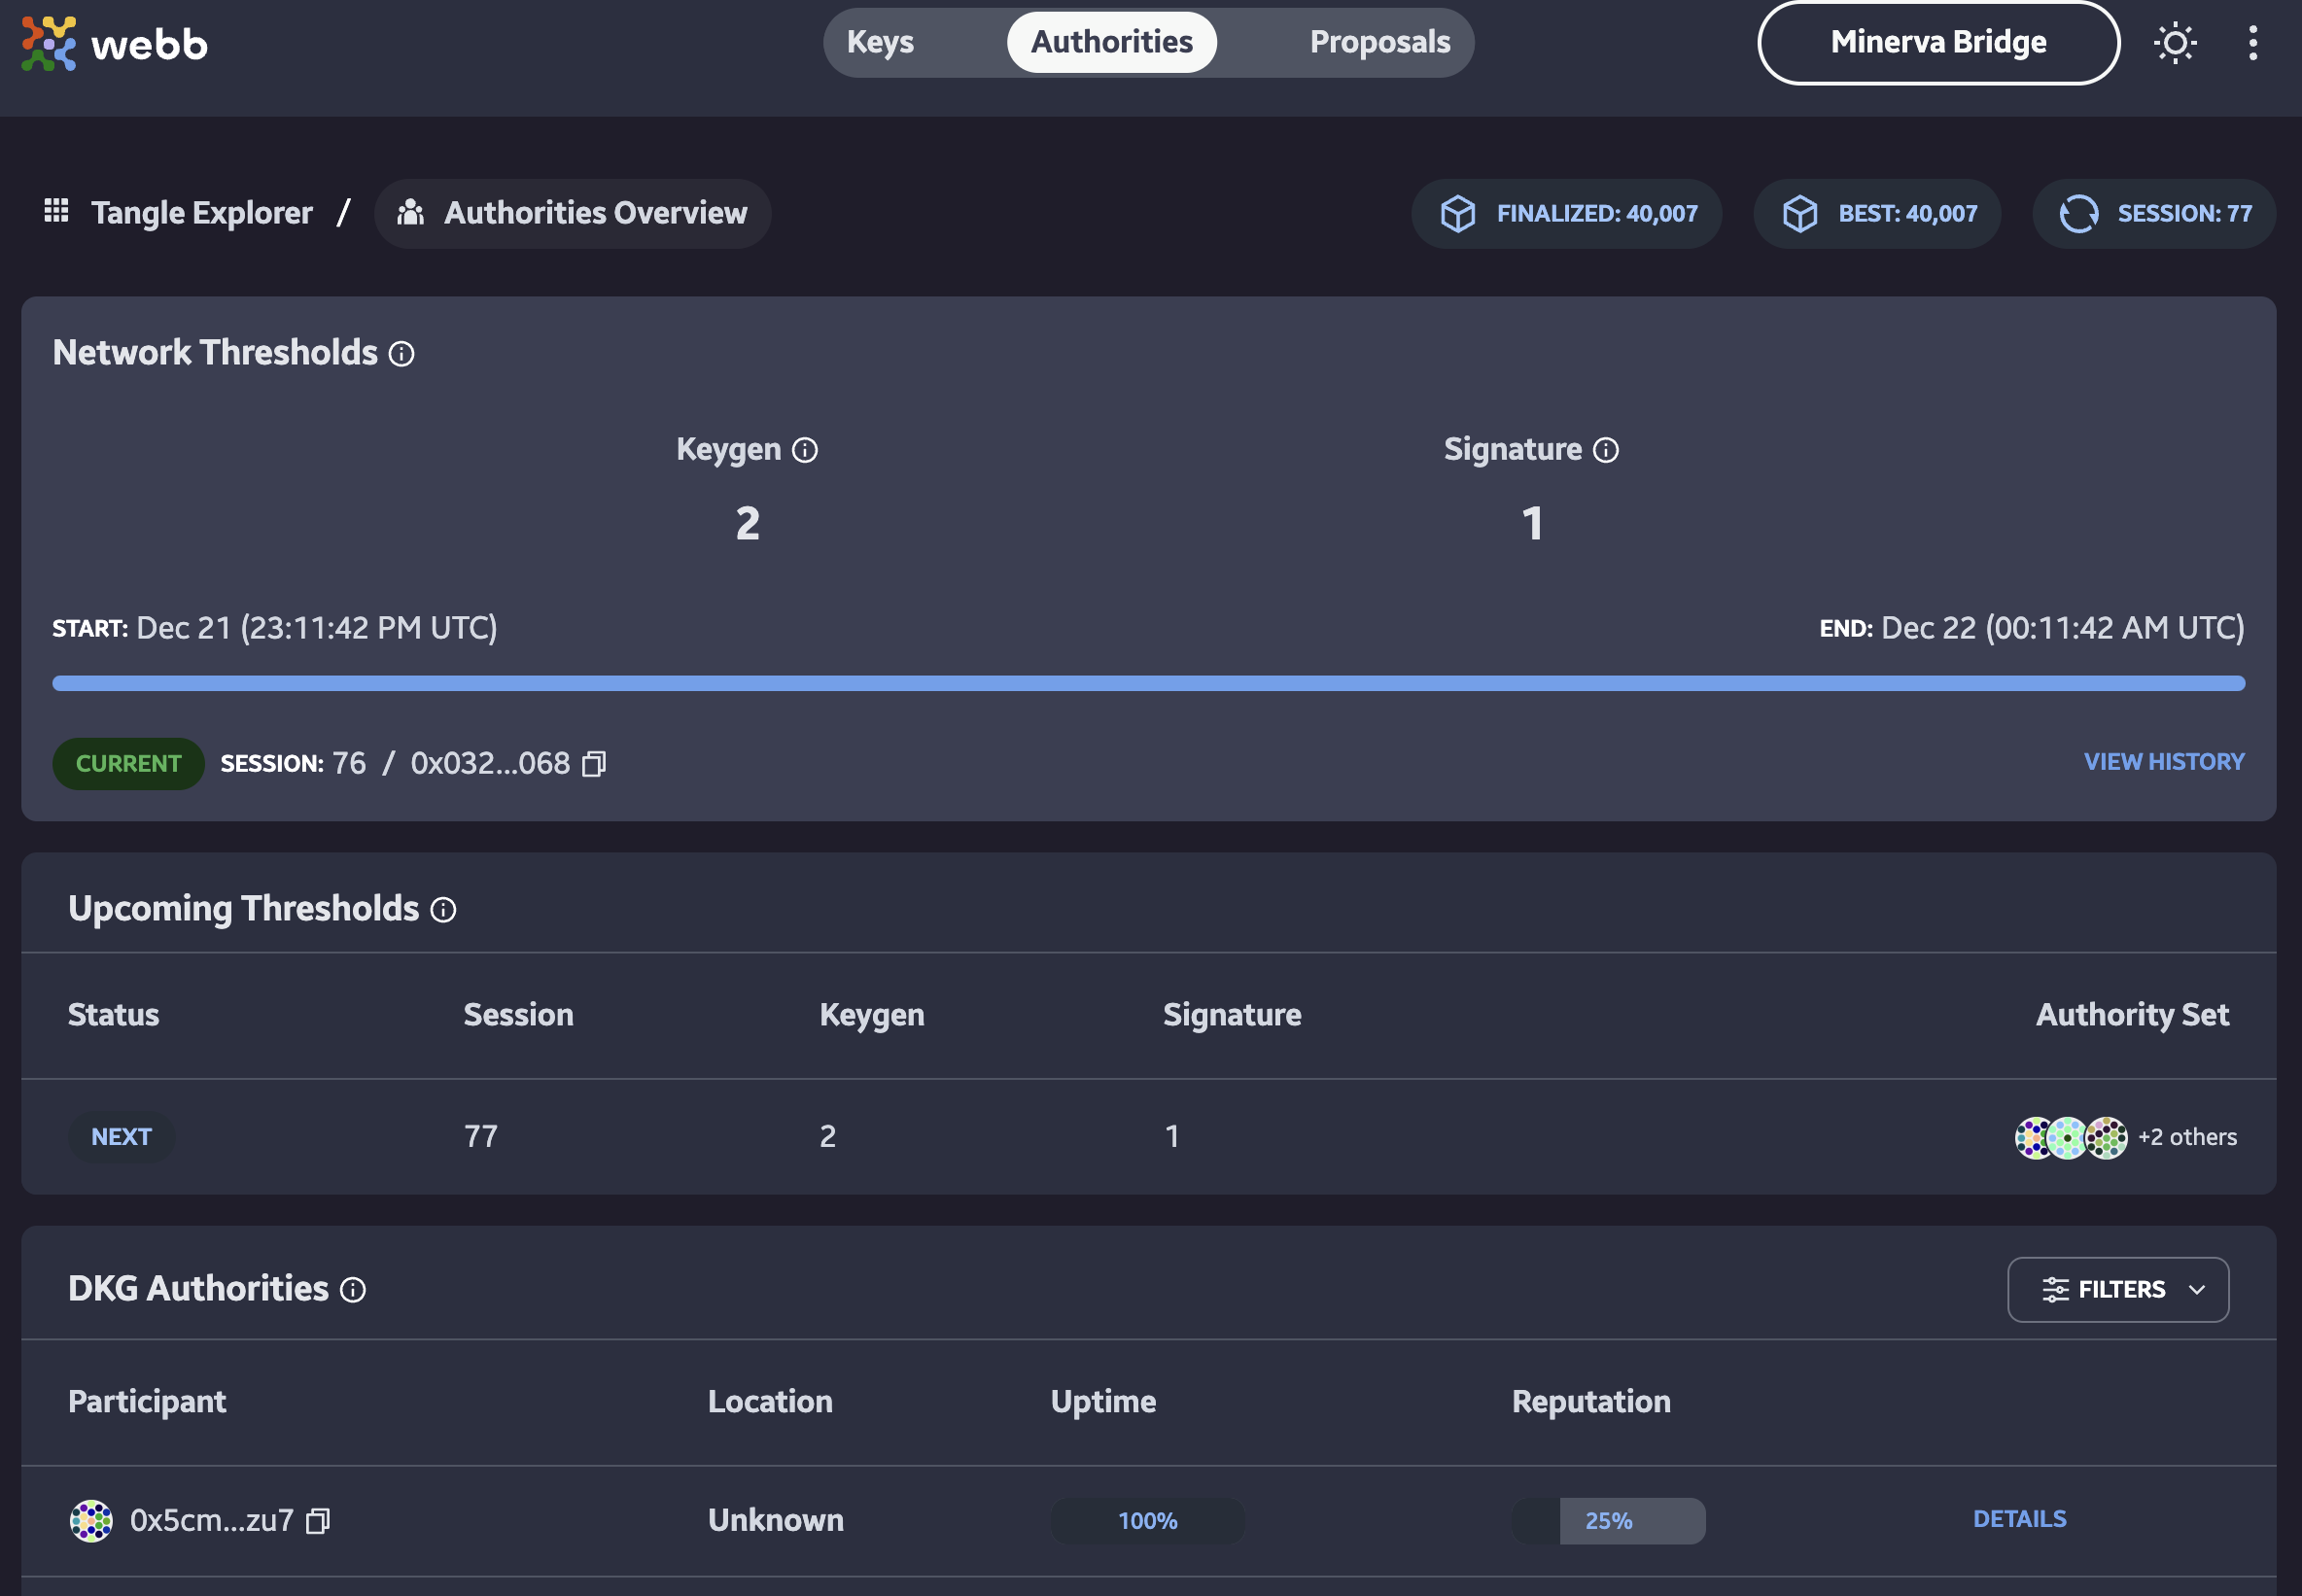 webb
Keys Authorities Proposals
Minerva Bridge
Tangle Explorer / Authorities Overview
FINALIZED: 40,007 BEST: 40,007 SESSION: 77
Network Thresholds
Keygen Signature
2 1
START: Dec 21 (23:11:42 PM UTC) END: Dec 22 (00:11:42 AM UTC)
CURRENT SESSION: 76 / 0x032...068 VIEW HISTORY
Upcoming Thresholds
Status Session Keygen Signature Authority Set
NEXT 77 2 1 +2 others
DKG Authorities FILTERS
Participant Location Uptime Reputation
0x5cm...zu7 Unknown 100% 25% DETAILS